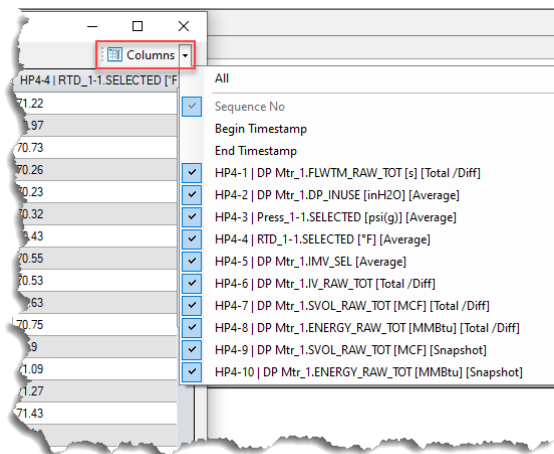 Columns
HP4-4 | RTD_1-1.SELECTED [°F
71.22
.97
70.73
70.26
70.23
70.32
.43
70.55
70.53
.63
70.75
.9
.09
.27
71.43
All
Sequence No
Begin Timestamp
End Timestamp
HP4-1 | DP Mtr_1.FLWTM_RAW_TOT [s] [Total /Diff]
HP4-2 | DP Mtr_1.DP_INUSE [inH2O] [Average]
HP4-3 | Press_1-1.SELECTED [psi(g)] [Average]
HP4-4 | RTD_1-1.SELECTED [°F] [Average]
HP4-5 | DP Mtr_1.IMV_SEL [Average]
HP4-6 | DP Mtr_1.IV_RAW_TOT [Total /Diff]
HP4-7 | DP Mtr_1.SVOL_RAW_TOT [MCF] [Total /Diff]
HP4-8 | DP Mtr_1.ENERGY_RAW_TOT [MMBtu] [Total /Diff]
HP4-9 | DP Mtr_1.SVOL_RAW_TOT [MCF] [Snapshot]
HP4-10 | DP Mtr_1.ENERGY_RAW_TOT [MMBtu] [Snapshot]